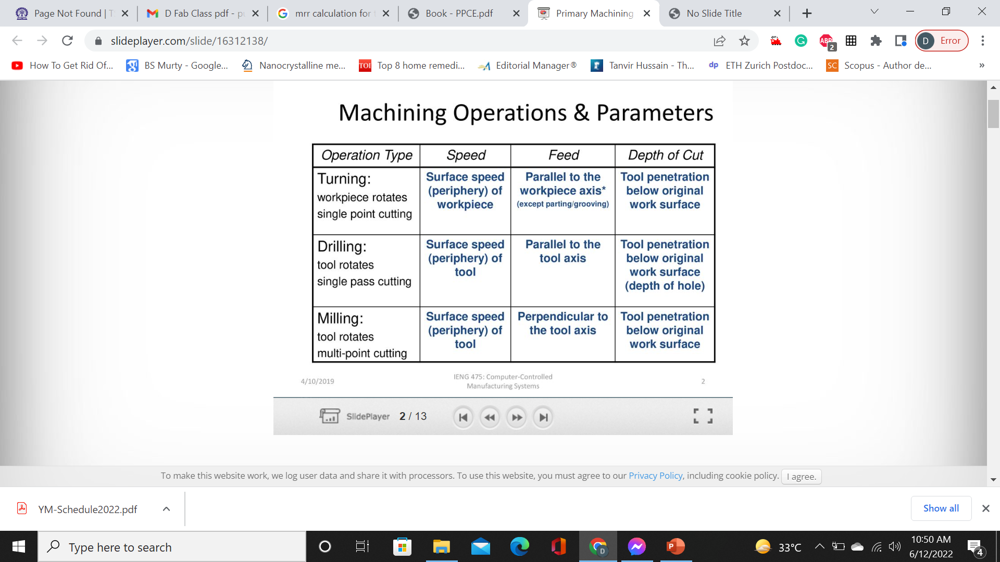 Page Not Found | T
D Fab Class pdf - pu
mrr calculation for t
Book - PPCE.pdf
Primary Machining
No Slide Title
slideplayer.com/slide/16312138/
ABP
2
D
Error
How To Get Rid Of...
BS Murty - Google...
Nanocrystalline me...
TOI
Top 8 home remedi...
Editorial Manager®
Tanvir Hussain - Th...
dp
ETH Zurich Postdoc...
SC
Scopus - Author de...
»
Machining Operations & Parameters
Operation Type
Speed
Feed
Depth of Cut
Turning:
workpiece rotates
single point cutting
Surface speed
(periphery) of
workpiece
Parallel to the
workpiece axis*
(except parting/grooving)
Tool penetration
below original
work surface
Drilling:
tool rotates
single pass cutting
Surface speed
(periphery) of
tool
Parallel to the
tool axis
Tool penetration
below original
work surface
(depth of hole)
Milling:
tool rotates
multi-point cutting
Surface speed
(periphery) of
tool
Perpendicular to
the tool axis
Tool penetration
below original
work surface
4/10/2019
IENG 475: Computer-Controlled
Manufacturing Systems
2
SlidePlayer
2 / 13
To make this website work, we log user data and share it with processors. To use this website, you must agree to our Privacy Policy, including cookie policy.
I agree.
YM-Schedule2022.pdf
Show all
Type here to search
D
P
33°C
10:50 AM
6/12/2022
4